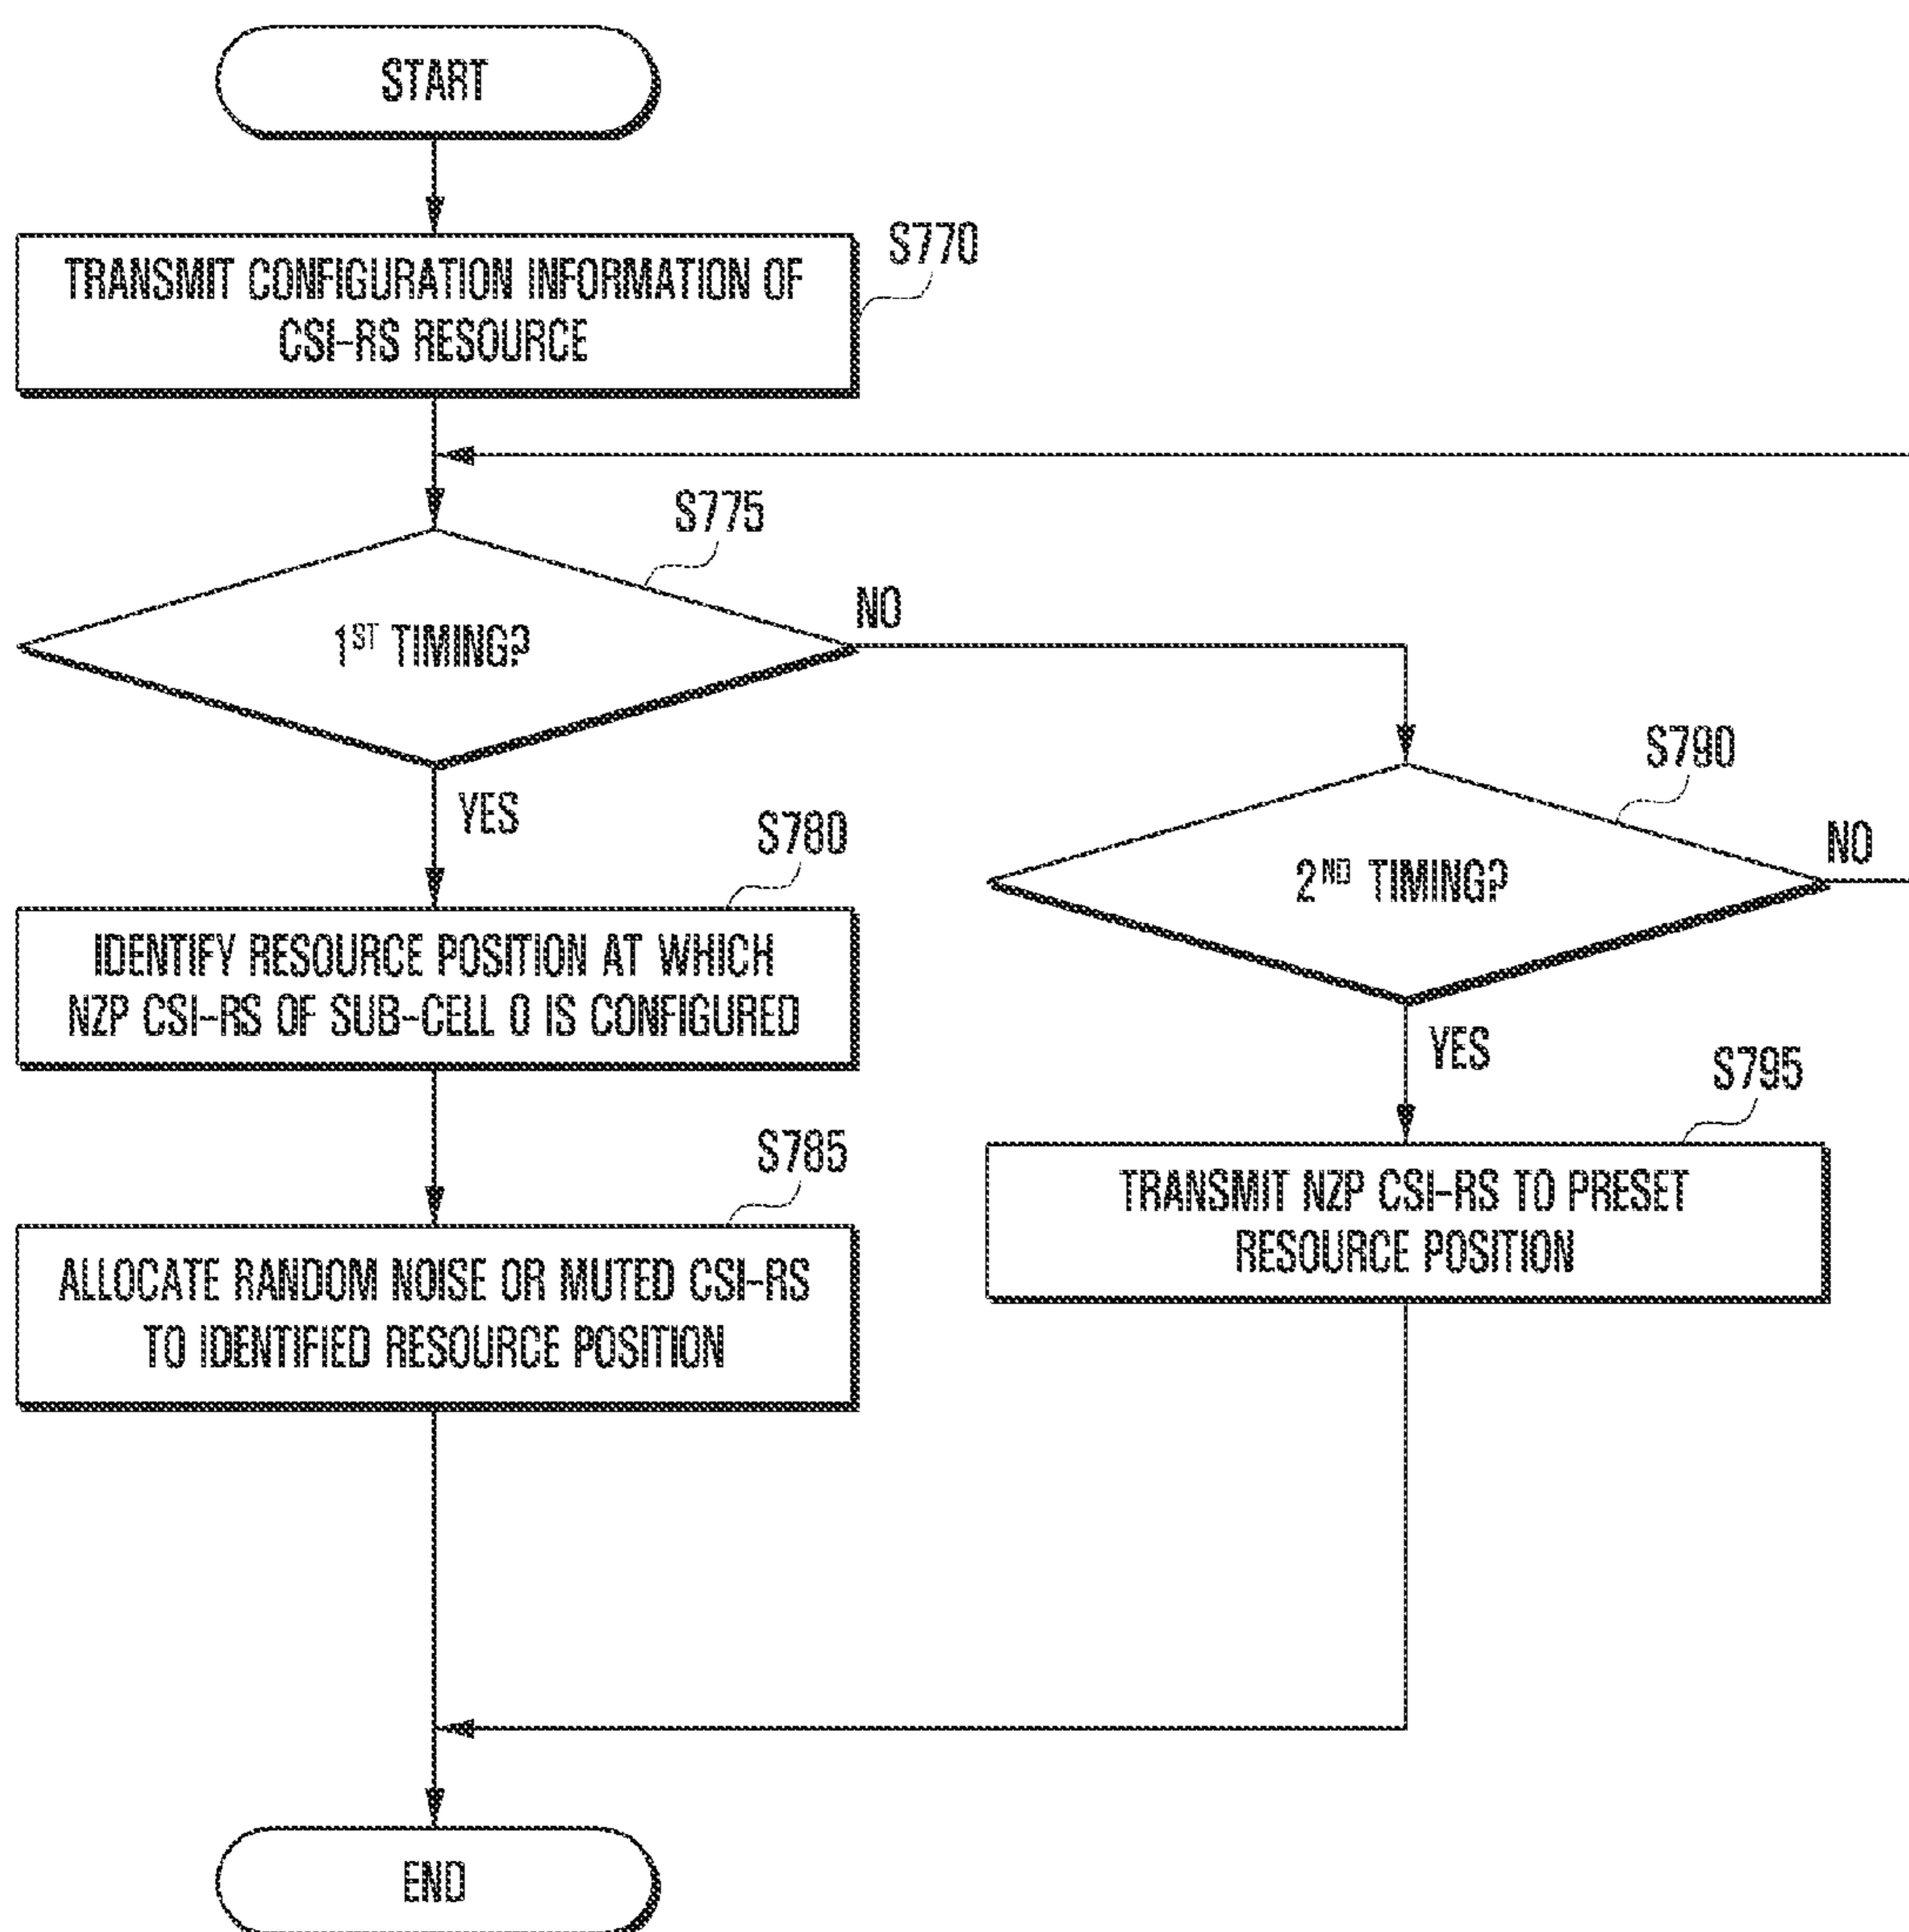 START
TRANSMIT CONFIGURATION INFORMATION OF
CSI-RS RESOURCE
S770
1ST TIMING?
S775
NO
YES
S780
IDENTIFY RESOURCE POSITION AT WHICH
NZP CSI-RS OF SUB-CELL 0 IS CONFIGURED
S785
ALLOCATE RANDOM NOISE OR MUTED CSI-RS
TO IDENTIFIED RESOURCE POSITION
S790
2ND TIMING?
NO
YES
S795
TRANSMIT NZP CSI-RS TO PRESET
RESOURCE POSITION
END